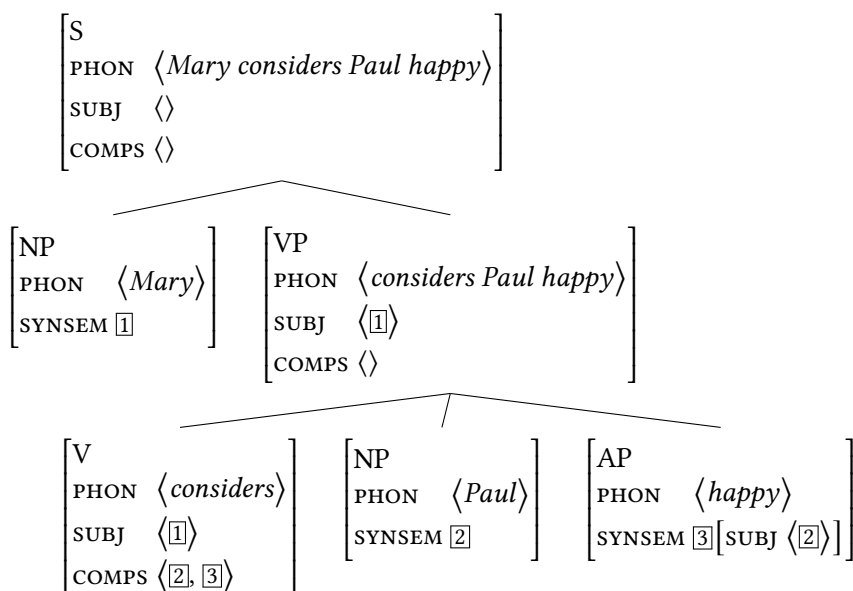 S
PHON ⟨Mary considers Paul happy⟩
SUBJ ⟨⟩
COMPS ⟨⟩
NP
PHON ⟨Mary⟩
SYNSEM 1
VP
PHON ⟨considers Paul happy⟩
SUBJ ⟨1⟩
COMPS ⟨⟩
V
PHON ⟨considers⟩
SUBJ ⟨1⟩
COMPS ⟨2, 3⟩
NP
PHON ⟨Paul⟩
SYNSEM 2
AP
PHON ⟨happy⟩
SYNSEM 3[SUBJ ⟨2⟩]